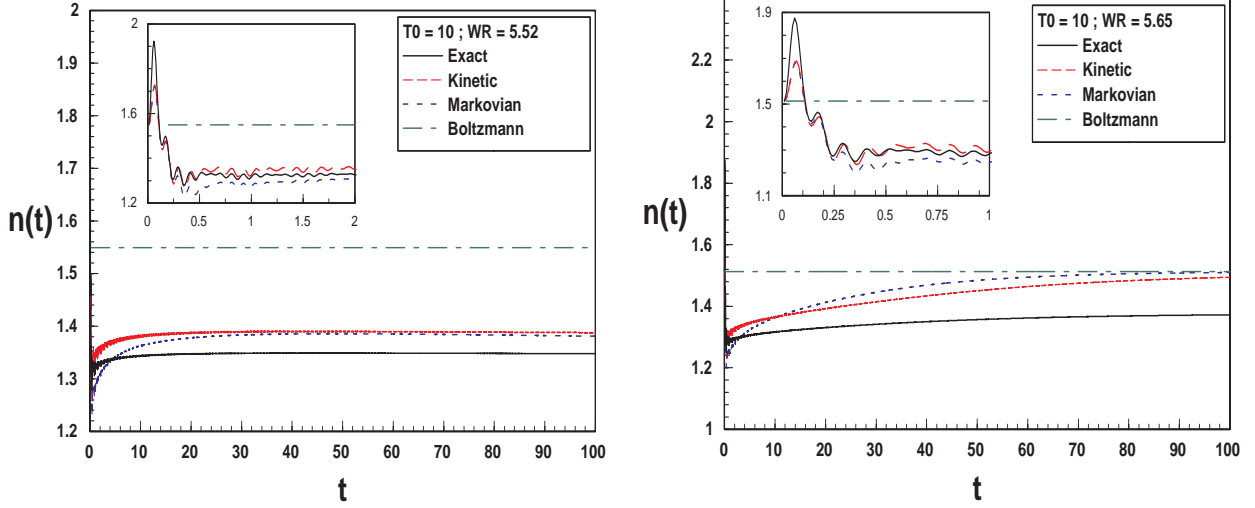 2
1.9
1.8
1.7
1.6
1.5
1.4
1.3
1.2
n(t)
0 10 20 30 40 50 60 70 80 90 100
t
T0 = 10 ; WR = 5.52
Exact
Kinetic
Markovian
Boltzmann
2
1.6
1.2
0 0.5 1 1.5 2
2.2
2
1.8
1.6
1.4
1.2
1
n(t)
0 10 20 30 40 50 60 70 80 90 100
t
T0 = 10 ; WR = 5.65
Exact
Kinetic
Markovian
Boltzmann
1.9
1.5
1.1
0 0.25 0.5 0.75 1